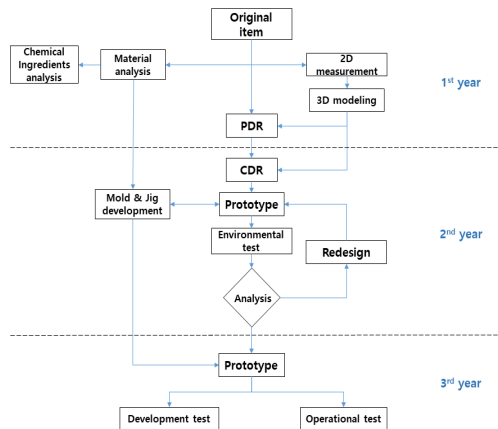 Original
item
Chemical
Ingredients
analysis
Material
analysis
2D
measurement
1st year
3D modeling
PDR
CDR
Mold & Jig
development
Prototype
Environmental
test
Redesign
2nd year
Analysis
Prototype
3rd year
Development test
Operational test